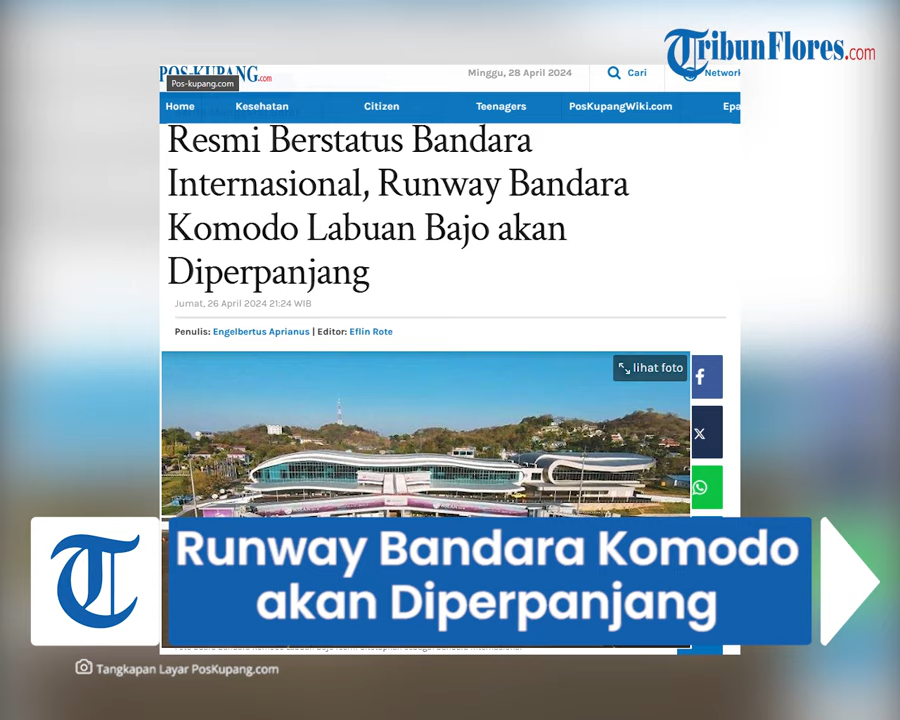 TribunFlores.com
POS-KUPANG.com
Pos-kupang.com
Minggu, 28 April 2024
Cari
Network
Home
Kesehatan
Citizen
Teenagers
PosKupangWiki.com
Epa
Resmi Berstatus Bandara
Internasional, Runway Bandara
Komodo Labuan Bajo akan
Diperpanjang
Jumat, 26 April 2024 21:24 WIB
Penulis: Engelbertus Aprianus | Editor: Eflin Rote
lihat foto
Runway Bandara Komodo
akan Diperpanjang
Tangkapan Layar PosKupang.com